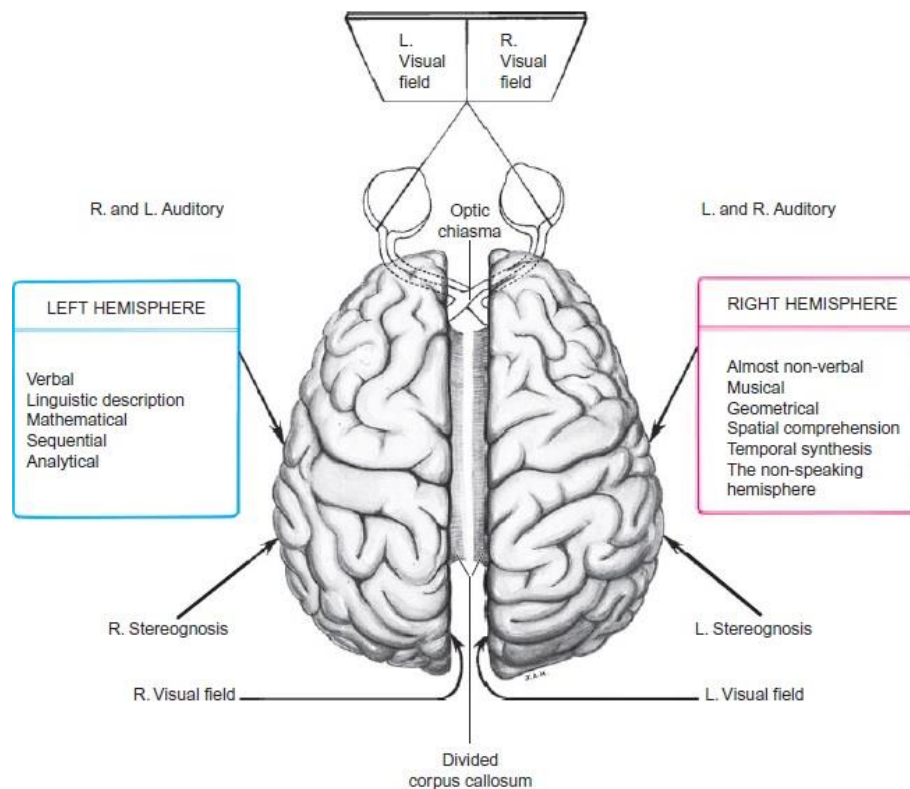 L.
Visual
field
R.
Visual
field
R. and L. Auditory
Optic
chiasma
L. and R. Auditory
LEFT HEMISPHERE
Verbal
Linguistic description
Mathematical
Sequential
Analytical
RIGHT HEMISPHERE
Almost non-verbal
Musical
Geometrical
Spatial comprehension
Temporal synthesis
The non-speaking
hemisphere
R. Stereognosis
L. Stereognosis
R. Visual field
L. Visual field
Divided
corpus callosum